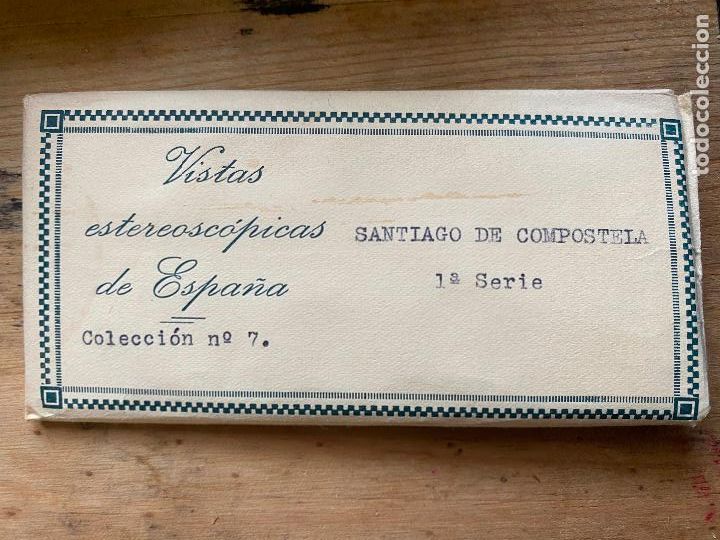 Vistas
estereoscópicas
de España
Colección nº 7.
SANTIAGO DE COMPOSTELA
1ª Serie
todocoleccion